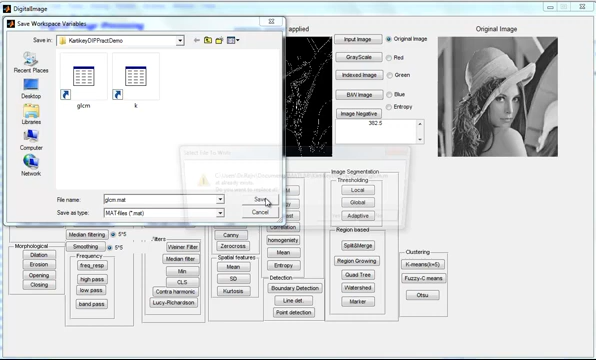 DigitalImage
Save Workspace Variables
applied
Original Image
Save in:
KartikeyDIPPractDemo
Recent Places
Desktop
Libraries
Computer
Network
glcm
k
File name:
glcm.mat
Save
Save as type:
MAT-files (*.mat)
Cancel
Input Image
Original Image
GrayScale
Red
Indexed Image
Green
B/W Image
Blue
Image Negative
Entropy
382.5
Image Segmentation
Thresholding
Local
Global
Adaptive
Region based
Split&Merge
Region Growing
Quad Tree
Watershed
Marker
Clustering
K-means(k=5)
Fuzzy-C means
Otsu
Correlation
homogeniety
Mean
Entropy
Detection
Boundary Detection
Line det.
Point detection
Canny
Zerocross
Spatial features
Mean
SD
Kurtosis
filters
Weiner Filter
Median filter
Min
CLS
Contra harmonic
Lucy-Richardson
Median filtering
5*5
Smoothing
5*5
Frequency
freq_resp
high pass
low pass
band pass
Morphological
Dilation
Erosion
Opening
Closing